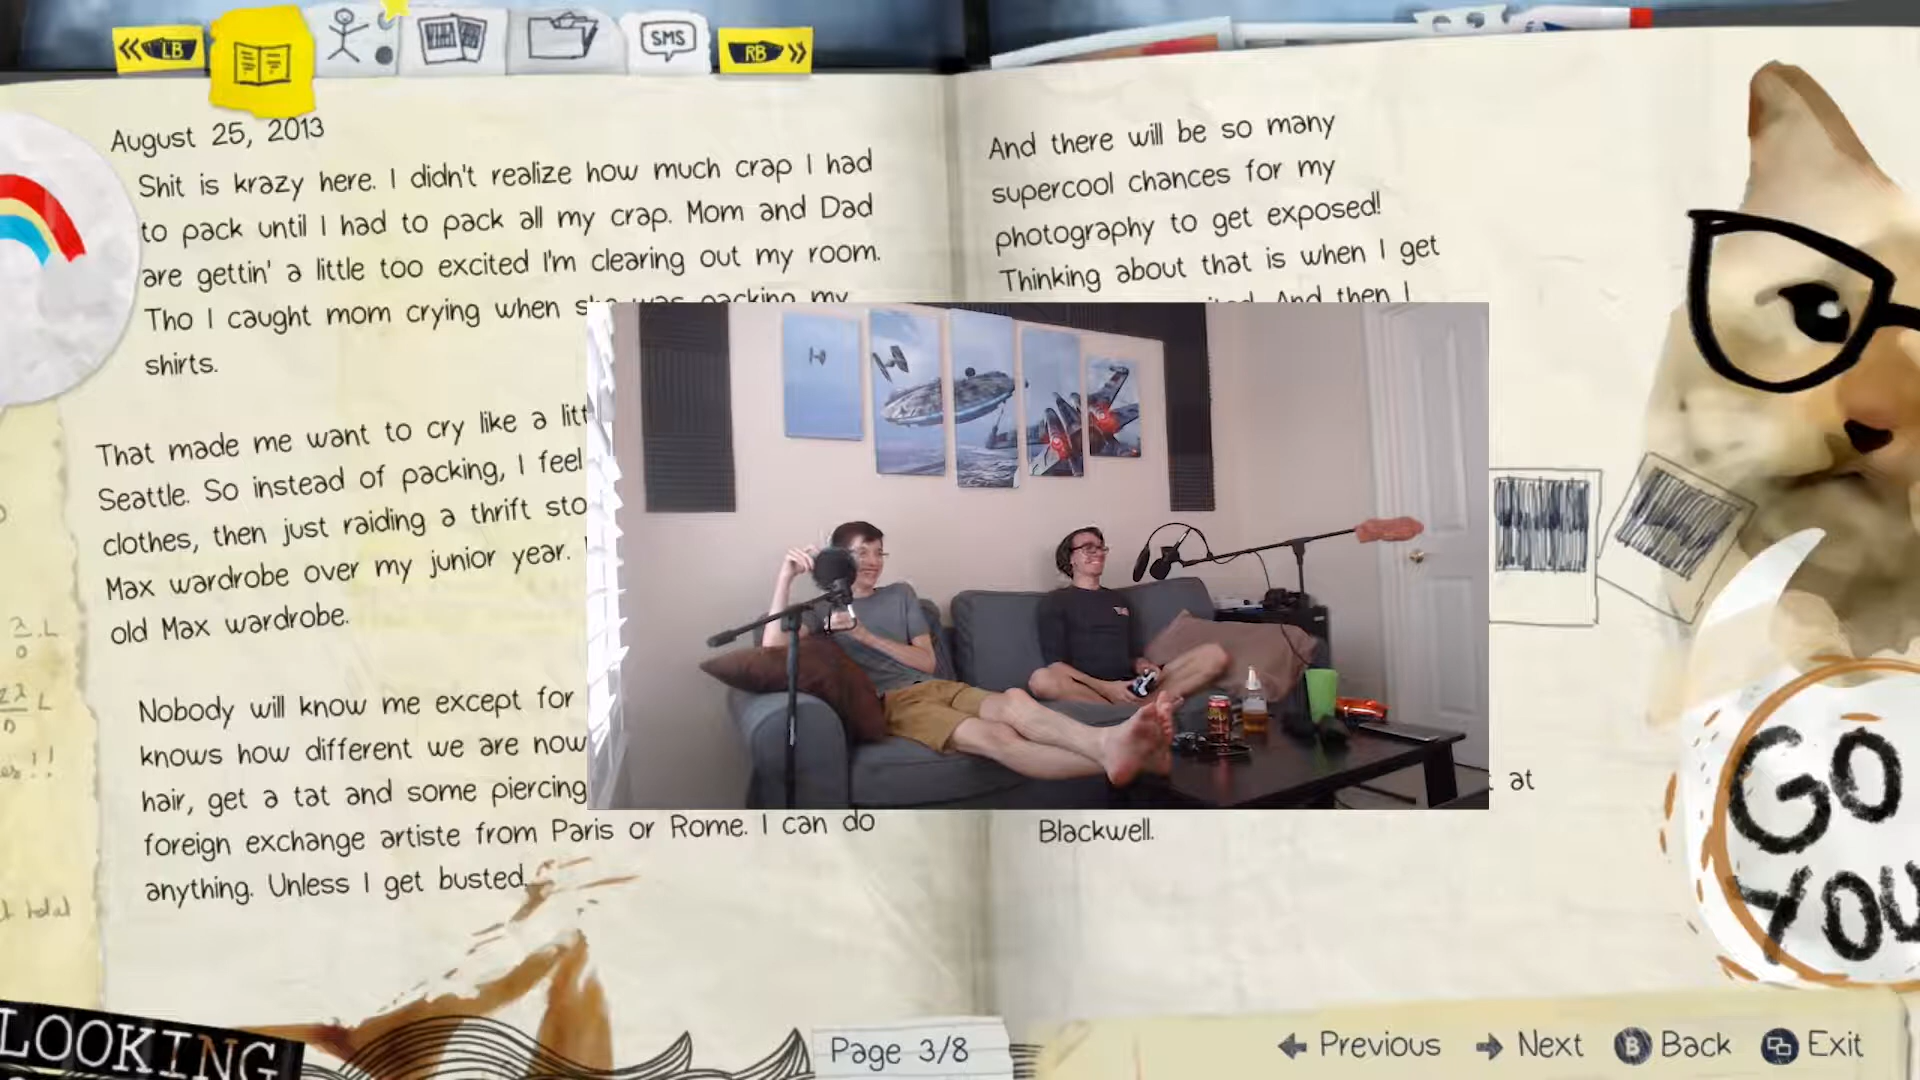 LB
SMS
RB
August 25, 2013
Shit is krazy here. I didn't realize how much crap I had
to pack until I had to pack all my crap. Mom and Dad
are gettin' a little too excited I'm clearing out my room.
Tho I caught mom crying when she was packing my
shirts.
That made me want to cry like a
Seattle. So instead of packing, I feel
clothes, then just raiding a thrift
Max wardrobe over my junior year.
old Max wardrobe.
Nobody will know me except for
knows how different we are now
hair, get a tat and some piercing
foreign exchange artiste from Paris or Rome. I can do
anything. Unless I get busted.
And there will be so many
supercool chances for my
photography to get exposed!
Thinking about that is when I get
And then I
at
Blackwell.
GO
YOU
LOOKING
Page 3/8
Previous
Next
B Back
Exit